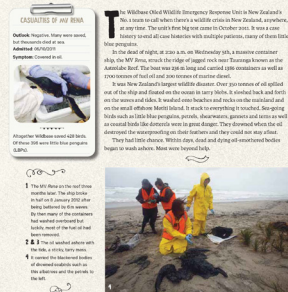 CASUALTIES OF MV RENA
Outlook: Negative. Many were saved,
but thousands died at sea.
Admitted: 06/10/2011
Symptom: Covered in oil.
Altogether Wildbase saved 420 birds.
Of these 380 were little blue penguins
(LBPs).
The Wildbase Oiled Wildlife Emergency Response Unit is New Zealand's
No. 1 team to call when there's a wildlife crisis in New Zealand, anywhere,
at any time. The unit's first big spill came in October 2011. It was a case
history to end all case histories with multiple patients, many of them little
blue penguins.
In the dead of night, at 2:20 a.m. on Wednesday 5th, a massive container
ship, the MV Rena, struck the ridge of jagged rock near Tauranga known as the
Astrolabe Reef. The boat was 236 m long and carried 1386 containers as well as
1700 tonnes of fuel oil and 200 tonnes of marine diesel.
It was New Zealand's largest wildlife disaster. Over 350 tonnes of oil spilled
out of the ship and floated on the ocean in tarry blobs. It slicked back and forth
on the waves and tides. It washed onto beaches and rocks on the mainland and
on the small offshore Motiti Island. It stuck to everything it touched. Sea-going
birds such as little blue penguins, petrels, shearwaters, gannets and terns as well
as coastal birds like dotterels were in great danger. They drowned when the oil
destroyed the waterproofing on their feathers and they could not stay afloat.
They had little chance. Within days, dead and dying oil-smothered bodies
began to wash ashore. Most were beyond help.
1 The MV Rena on the reef three
months later. The ship broke
in half on 8 January 2012 after
being battered by this waves.
By then many of the containers
had washed overboard but
luckily, most of the fuel oil had
been removed.
2 & 3 The oil washed ashore with
the tide, a sticky, tarry mess.
4 It coated the blackened bodies
of drowned seabirds such as
this albatross and the petrels to
the left.
4